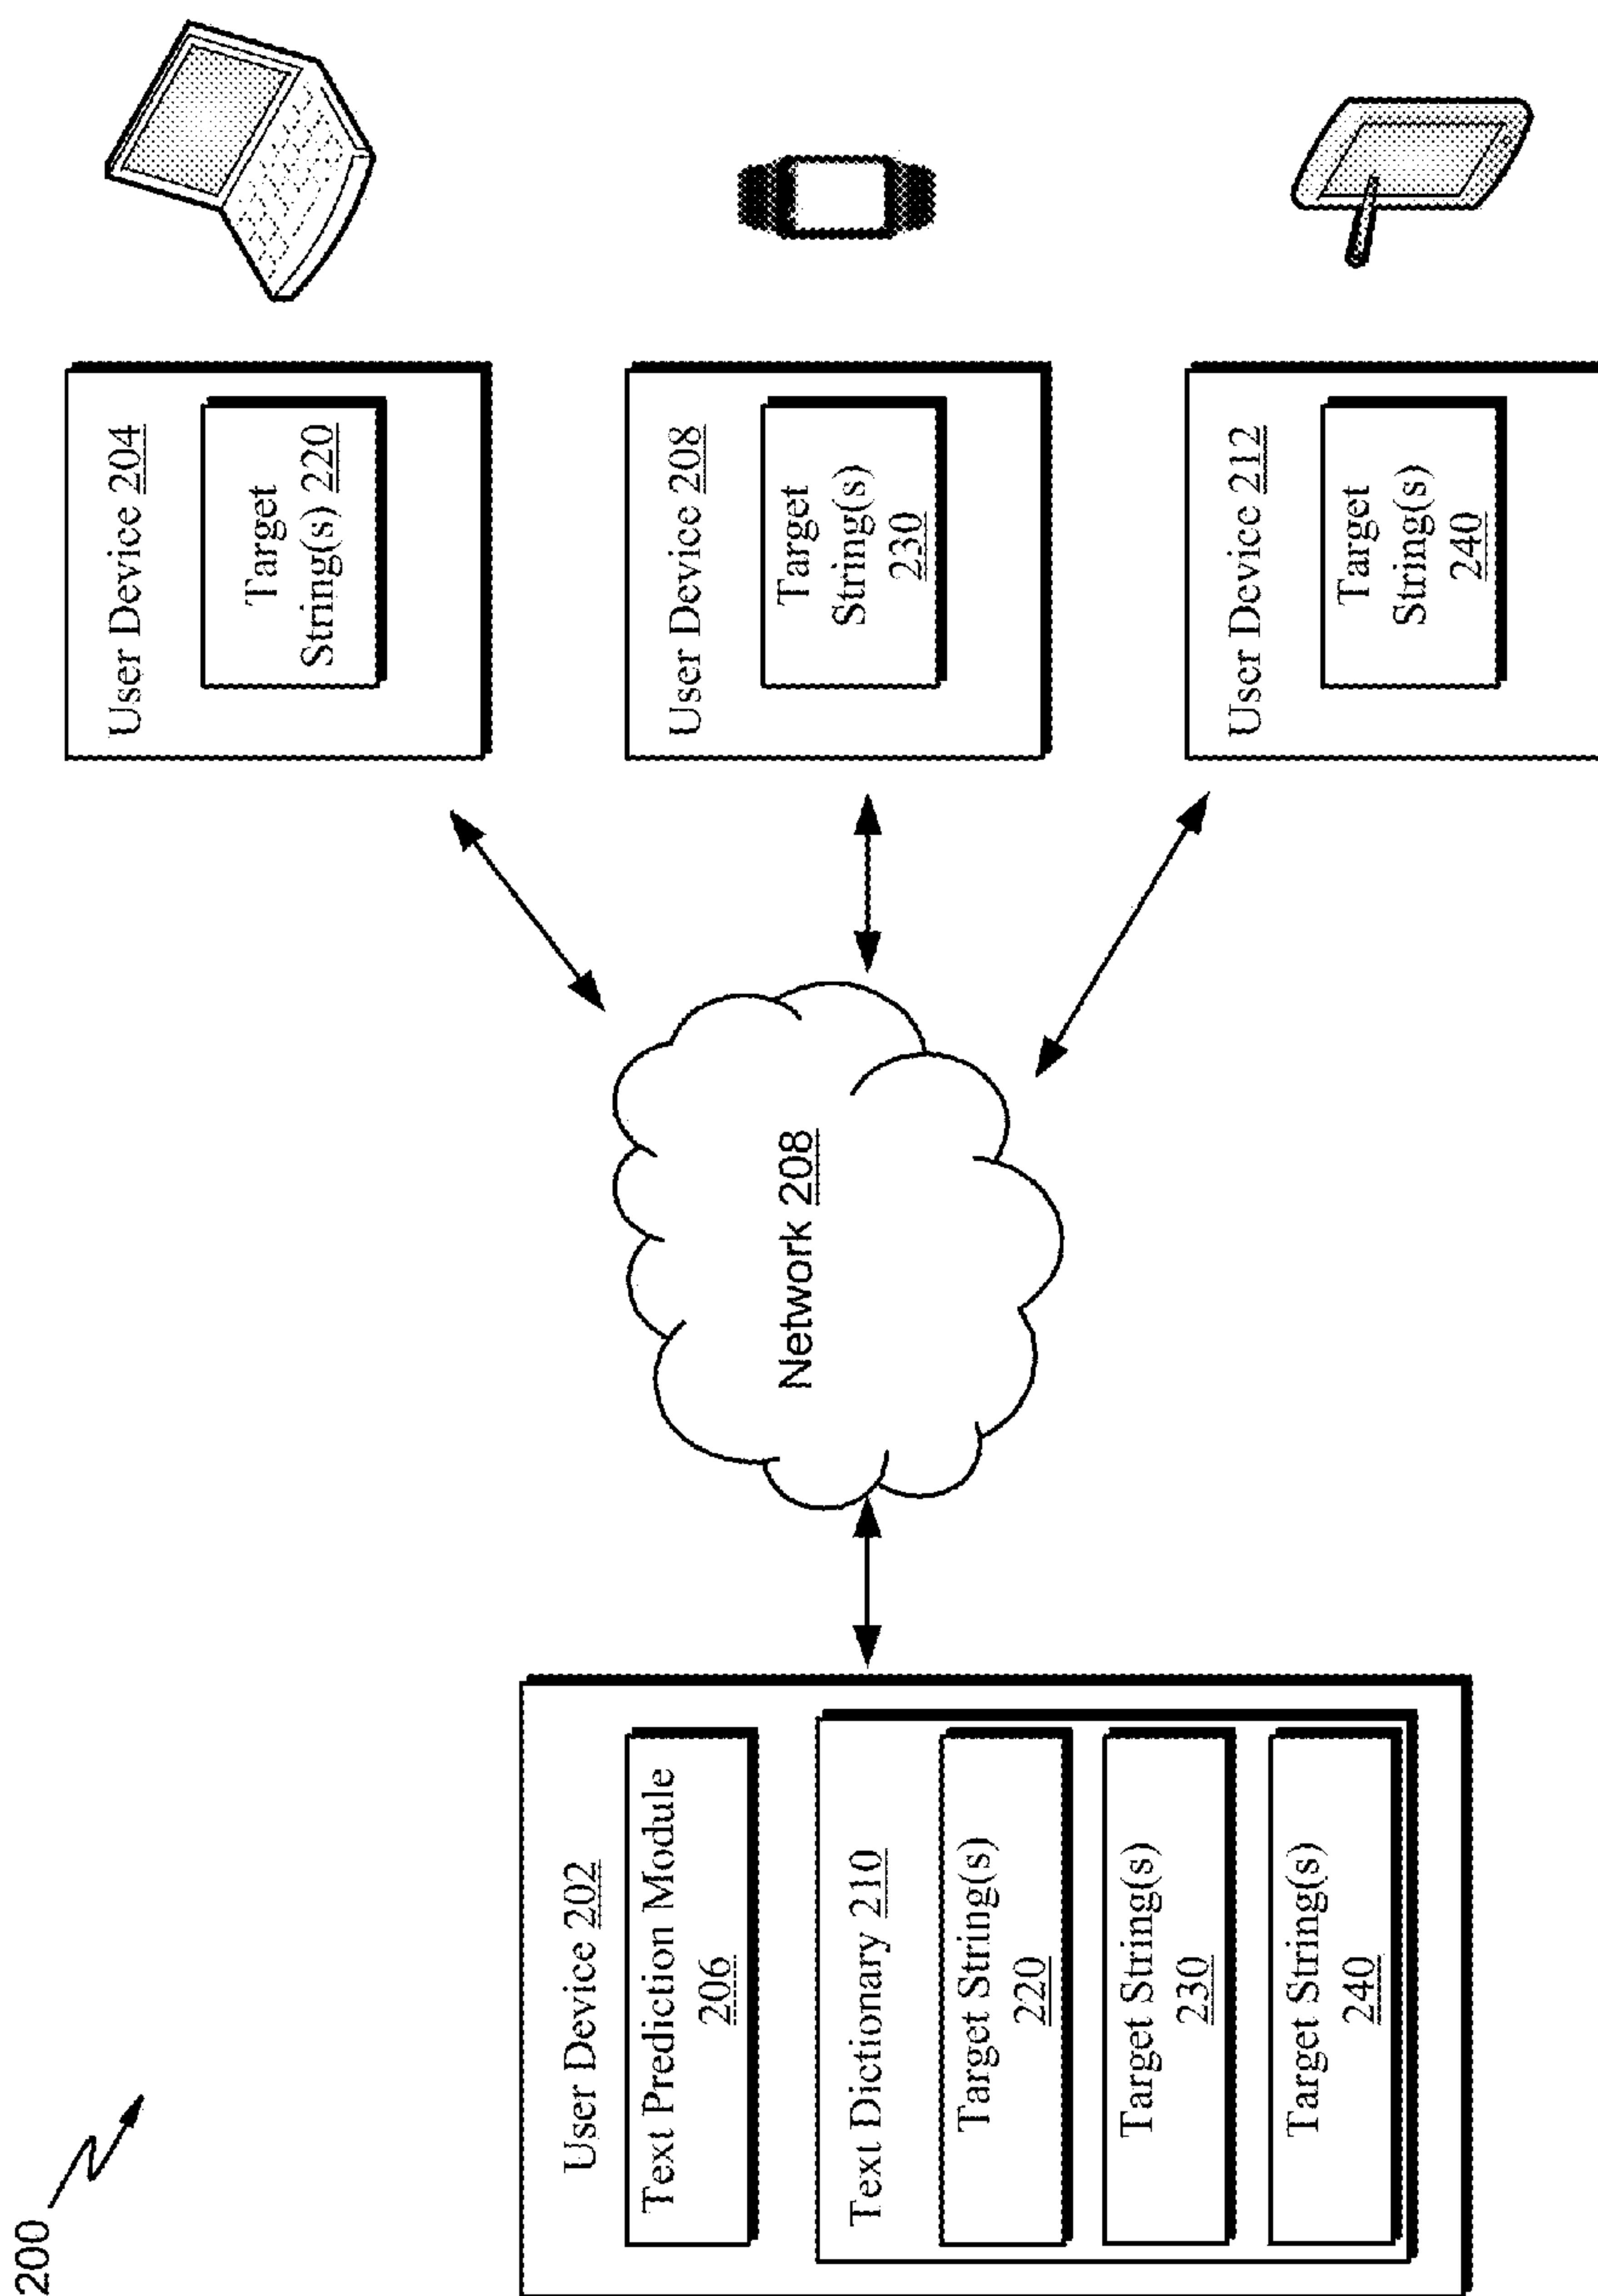 200
User Device 202
Text Prediction Module
206
Text Dictionary 210
Target String(s)
220
Target String(s)
230
Target String(s)
240
Network 208
User Device 204
Target
String(s) 220
User Device 208
Target
String(s)
230
User Device 212
Target
String(s)
240